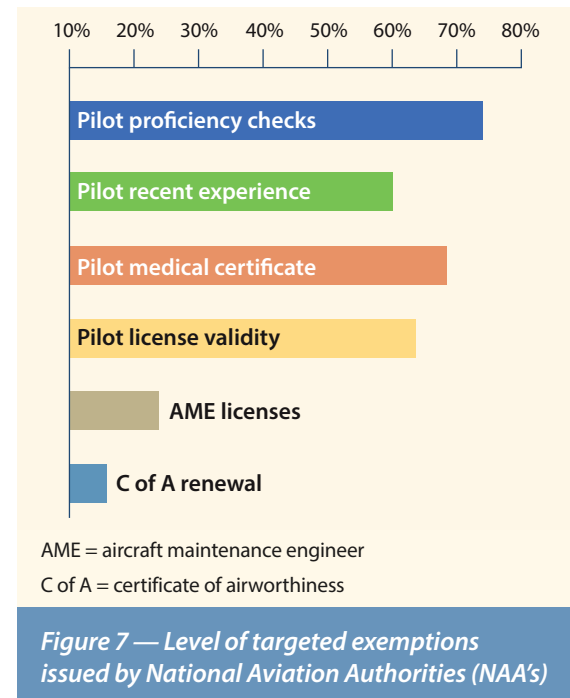 10% 20% 30% 40% 50% 60% 70% 80%
Pilot proficiency checks
Pilot recent experience
Pilot medical certificate
Pilot license validity
AME licenses
C of A renewal
AME = aircraft maintenance engineer
C of A = certificate of airworthiness
Figure 7 — Level of targeted exemptions
issued by National Aviation Authorities (NAA's)